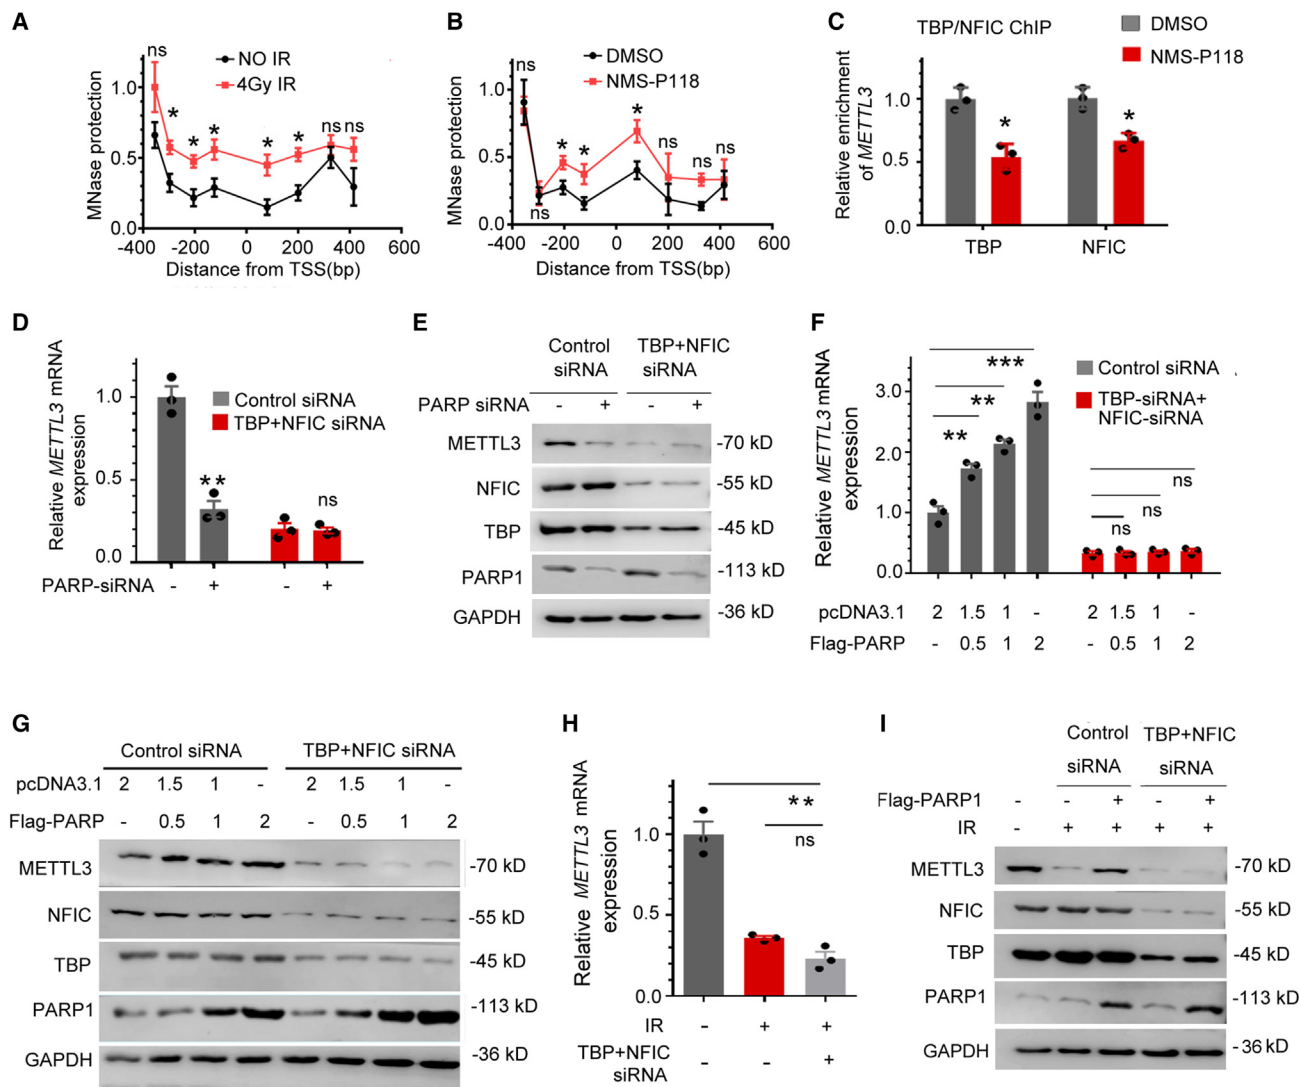 A
ns
NO IR
4Gy IR
MNase protection
1.0
0.5
0.0
*
*
*
*
*
ns ns
-400 -200 0 200 400 600
Distance from TSS(bp)
B
ns
DMSO
NMS-P118
MNase protection
1.0
0.5
0.0
*
*
*
ns
ns
ns
ns
-400 -200 0 200 400 600
Distance from TSS(bp)
C
TBP/NFIC ChIP
DMSO
NMS-P118
Relative enrichment
of METTL3
1.0
0.5
0.0
*
*
TBP NFIC
D
Relative METTL3 mRNA
expression
1.0
0.5
0.0
Control siRNA
TBP+NFIC siRNA
**
ns
PARP-siRNA - + - +
E
Control TBP+NFIC
siRNA siRNA
PARP siRNA - + - +
METTL3 -70 kD
NFIC -55 kD
TBP -45 kD
PARP1 -113 kD
GAPDH -36 kD
F
Relative METTL3 mRNA
expression
3.0
2.0
1.0
0.0
***
**
**
Control siRNA
TBP-siRNA+
NFIC-siRNA
ns
ns
ns
pcDNA3.1 2 1.5 1 - 2 1.5 1 -
Flag-PARP - 0.5 1 2 - 0.5 1 2
G
Control siRNA TBP+NFIC siRNA
pcDNA3.1 2 1.5 1 - 2 1.5 1 -
Flag-PARP - 0.5 1 2 - 0.5 1 2
METTL3 -70 kD
NFIC -55 kD
TBP -45 kD
PARP1 -113 kD
GAPDH -36 kD
H
Relative METTL3 mRNA
expression
1.0
0.5
0.0
**
ns
IR - + +
TBP+NFIC - - +
siRNA
I
Control TBP+NFIC
siRNA siRNA
Flag-PARP1 - + +
IR - + + + +
METTL3 -70 kD
NFIC -55 kD
TBP -45 kD
PARP1 -113 kD
GAPDH - 36 kD